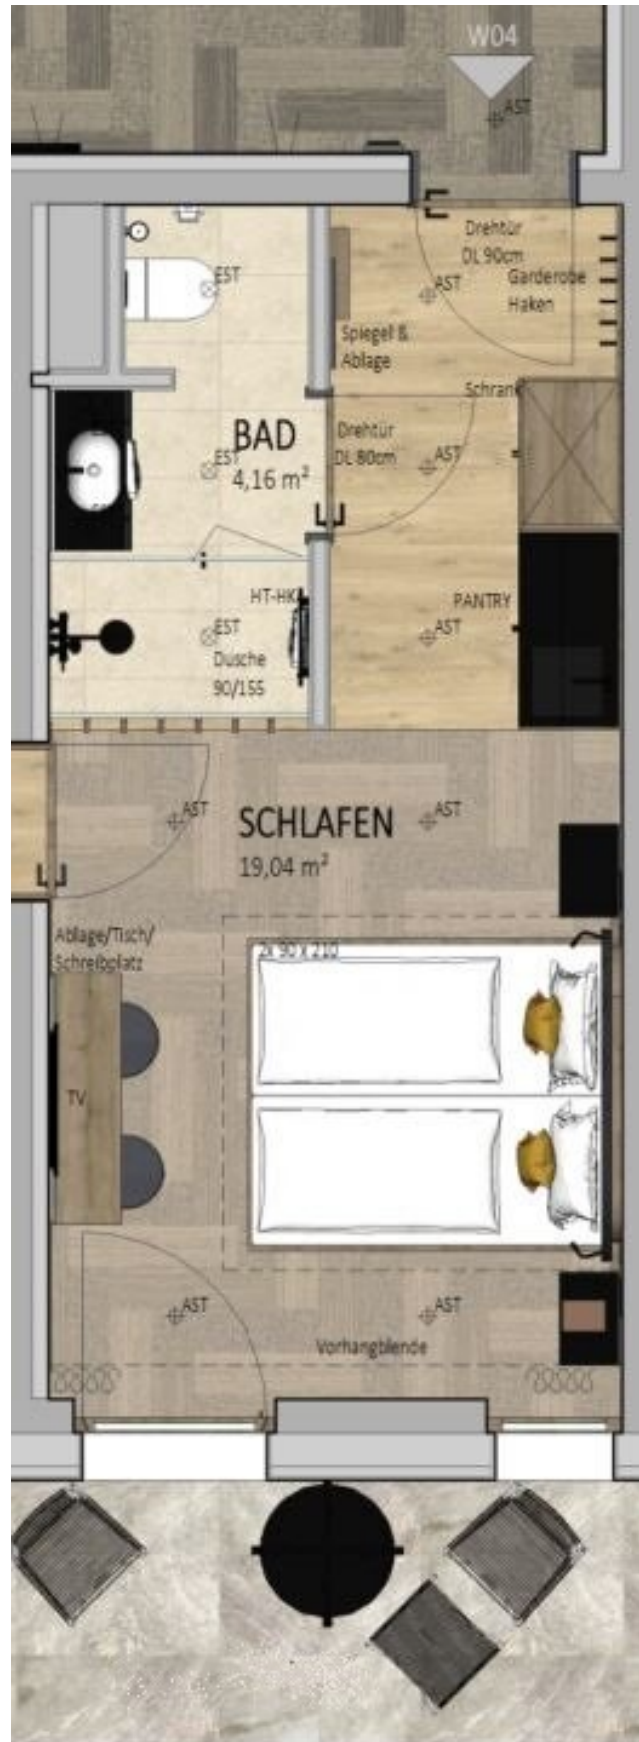 W04
AST
Drehtür
DL 90cm
EST
AST
Garderobe
Haken
Spiegel &
Ablage
Schrank
BAD
4,16 m²
EST
Drehtür
DL 80cm
AST
HT-HK
PANTRY
EST
AST
Dusche
90/155
AST
SCHLAFEN
19,04 m²
AST
Ablage/Tisch/
Schreibplatz
2x 90 x 210
TV
AST
AST
Vorhangblende